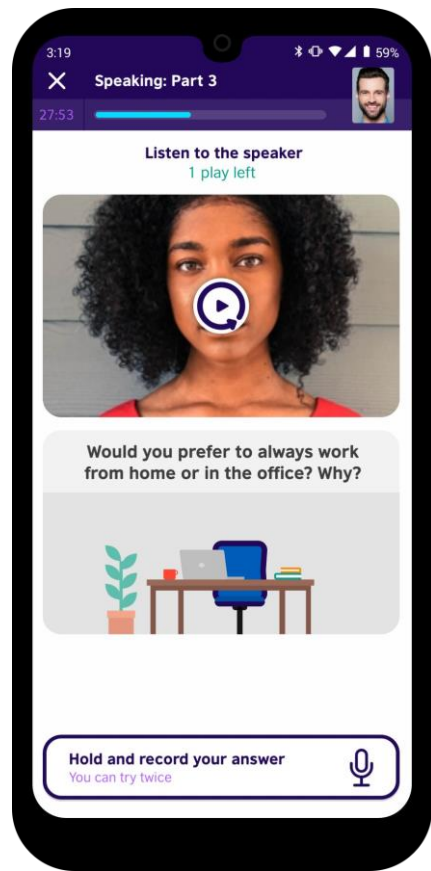 3:19
59%
Speaking: Part 3
27:53
Listen to the speaker
1 play left
Would you prefer to always work
from home or in the office? Why?
Hold and record your answer
You can try twice